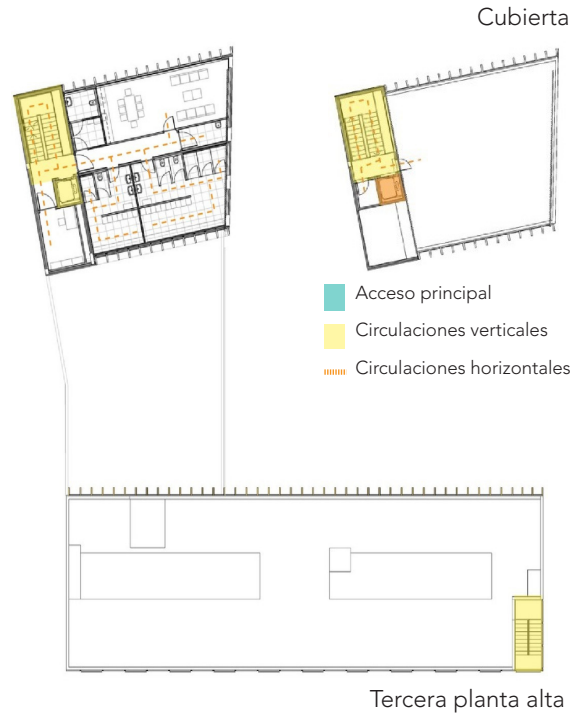 Cubierta
Acceso principal
Circulaciones verticales
Circulaciones horizontales
Tercera planta alta